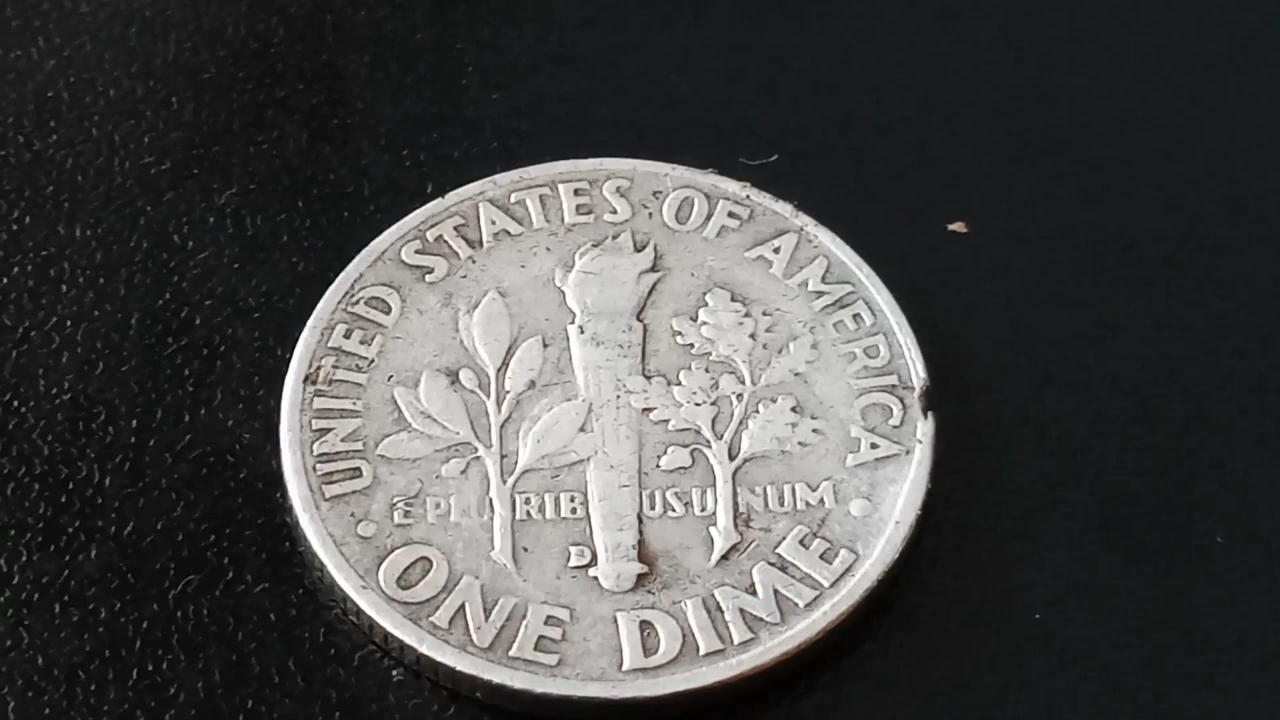 UNITED STATES OF AMERICA
E PLURIBUS UNUM
D
• ONE DIME •